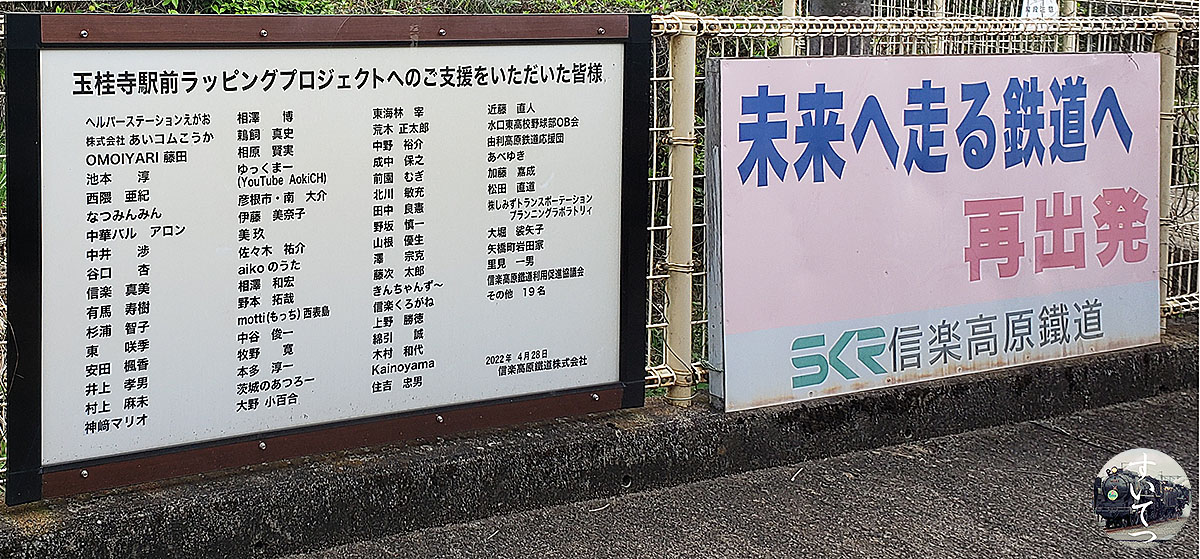 玉桂寺駅前ラッピングプロジェクトへのご支援をいただいた皆様
ヘルパーステーションえがお
株式会社 あいコムこうか
OMOIYARI 藤田
池本 淳
西隈 亜紀
なつみんみん
中華バル アロン
中井 渉
谷口 杏
信楽 真美
有馬 寿樹
杉浦 智子
東 咲季
安田 楓香
井上 孝男
村上 麻未
神﨑マリオ
相澤 博
鵜飼 真史
相原 賢実
ゆっくまー
(YouTube AokiCH)
彦根市・南 大介
伊藤 美奈子
美玖
佐々木 祐介
aiko のうた
相澤 和宏
野本 拓哉
motti(もっち) 西表島
中谷 俊一
牧野 寛
本多 淳一
茨城のあつろー
大野 小百合
東海林 宰
荒木 正太郎
中野 裕介
成中 保之
前園 むぎ
北川 敏充
田中 良憲
野坂 慎一
山根 優生
澤 宗克
藤次 太郎
きんちゃんず～
信楽くろがね
上野 勝徳
綿引 誠
木村 和代
Kainoyama
住吉 忠男
近藤 直人
水口東高校野球部OB会
由利高原鉄道応援団
あべゆき
加藤 嘉成
松田 直道
㈱しみずトランスポーテーション
プランニングラボラトリィ
大堀 裟矢子
矢橋町岩田家
里見 一男
信楽高原鐵道利用促進協議会
その他 19名
2022年 4月28日
信楽高原鐵道株式会社
未来へ走る鉄道へ
再出発
SKR信楽高原鐵道
すいてつ